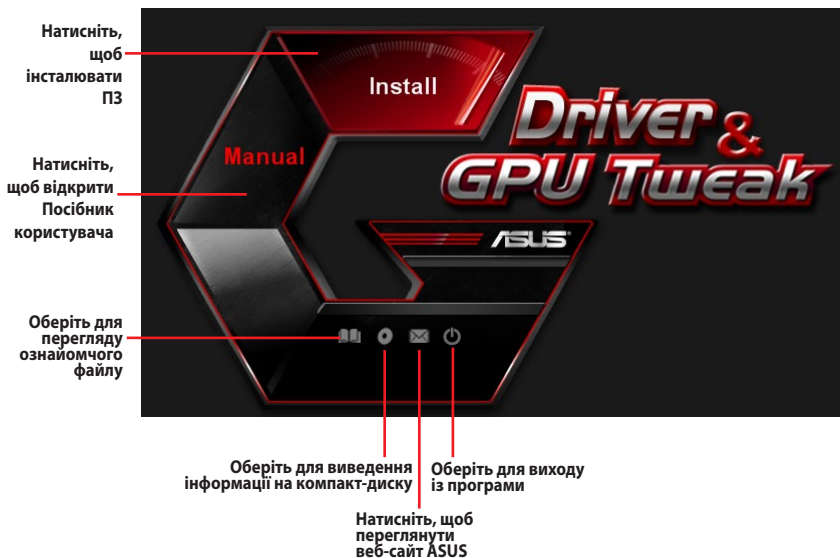 Натисніть,
щоб
інсталювати
ПЗ
Install
Driver &
GPU Tweak
Manual
Натисніть,
щоб відкрити
Посібник
користувача
ASUS
Оберіть для
перегляду
ознайомчого
файлу
Оберіть для виведення
інформації на компакт-диску
Оберіть для виходу
із програми
Натисніть, щоб
переглянути
веб-сайт ASUS